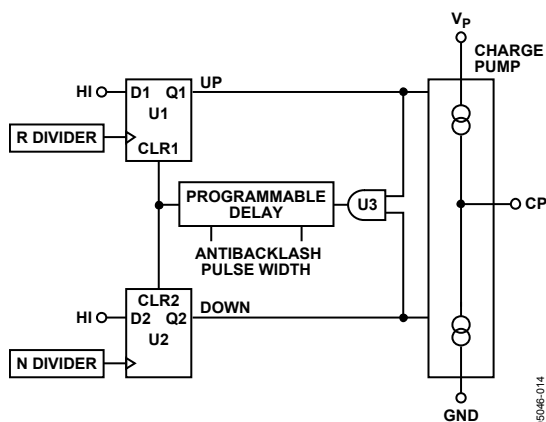 VP
CHARGE
PUMP
UP
HI
D1 Q1
U1
R DIVIDER
CLR1
PROGRAMMABLE
DELAY
U3
CP
ANTIBACKLASH
PULSE WIDTH
CLR2
DOWN
HI
D2 Q2
U2
N DIVIDER
GND
05046-014